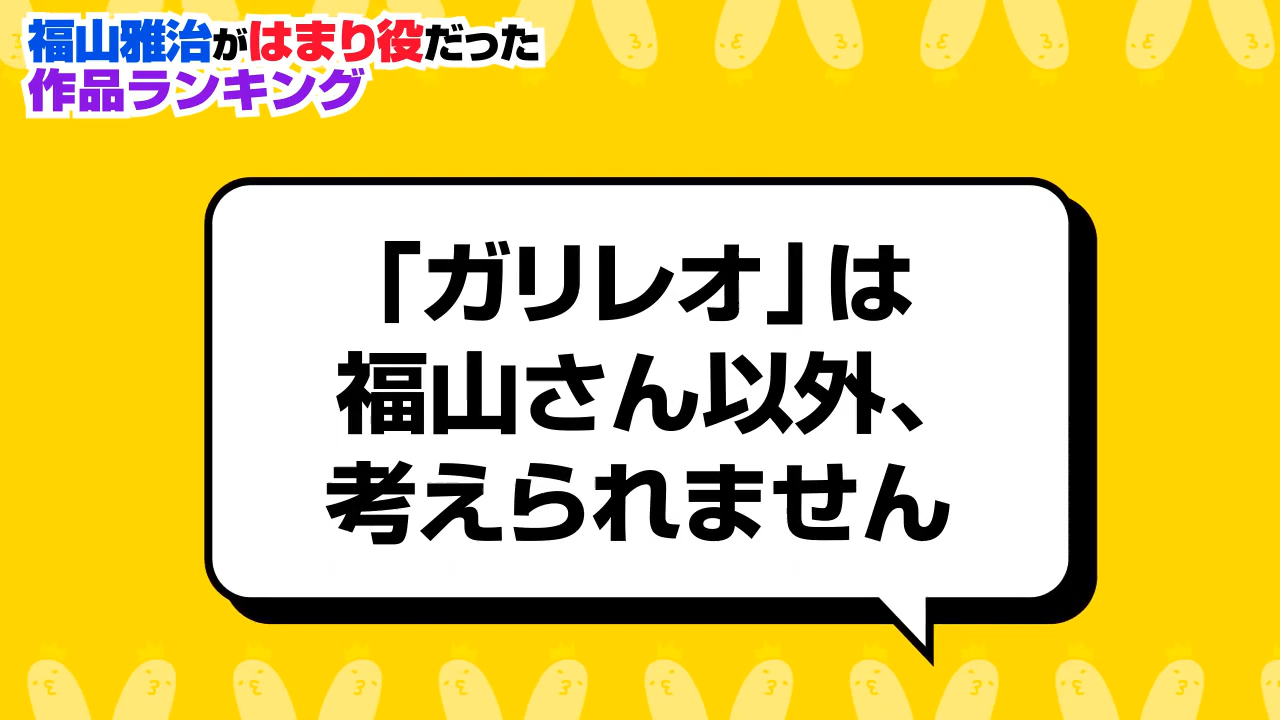 福山雅治がはまり役だった
作品ランキング
「ガリレオ」は
福山さん以外、
考えられません